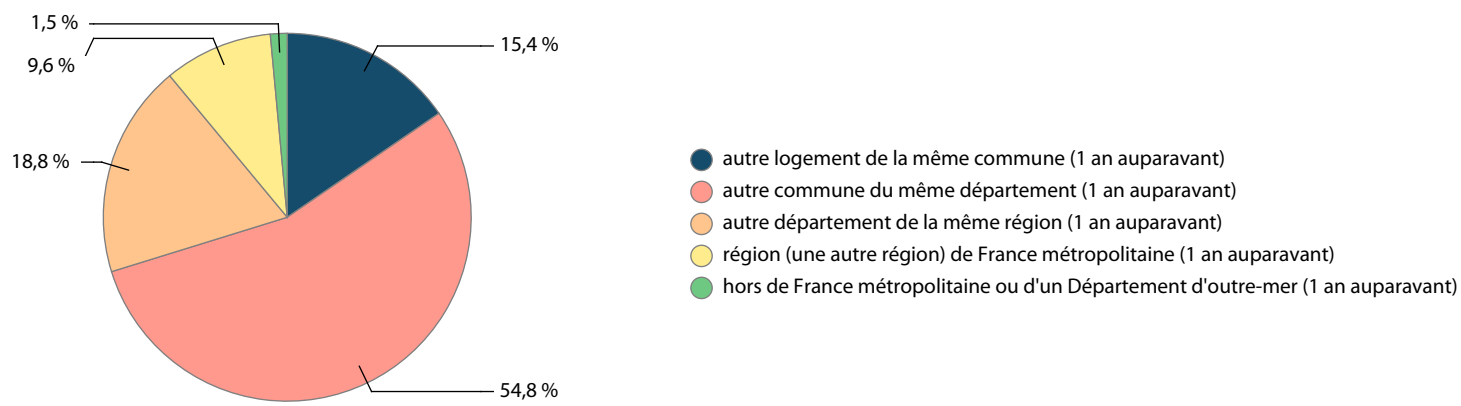 1,5 %
9,6 %
15,4 %
18,8 %
54,8 %
autre logement de la même commune (1 an auparavant)
autre commune du même département (1 an auparavant)
autre département de la même région (1 an auparavant)
région (une autre région) de France métropolitaine (1 an auparavant)
hors de France métropolitaine ou d'un Département d'outre-mer (1 an auparavant)